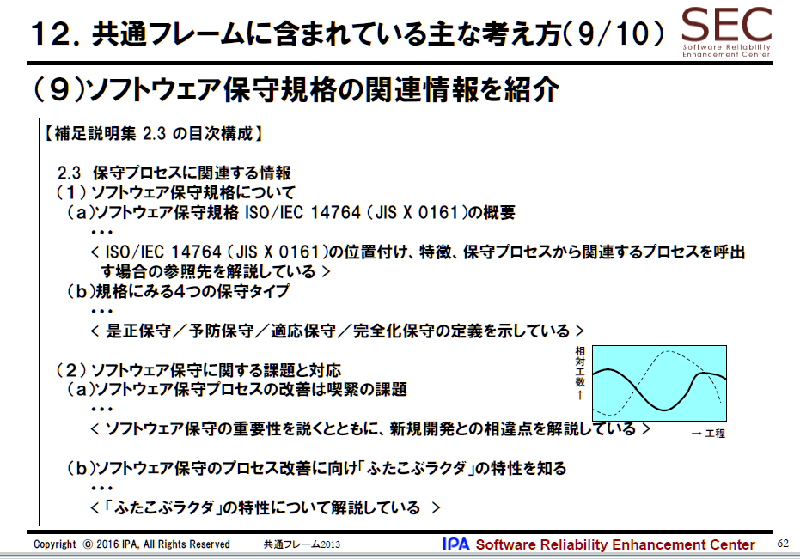 12．共通フレームに含まれている主な考え方(9/10)
SEC
Software Reliability
Enhancement Center
（9)ソフトウェア保守規格の関連情報を紹介
【補足説明集 2.3 の目次構成】
2.3 保守プロセスに関連する情報
（1）ソフトウェア保守規格について
（a)ソフトウェア保守規格 ISO/IEC 14764 (JIS X 0161)の概要
・・・
< ISO/IEC 14764 (JIS X 0161)の位置付け、特徴、保守プロセスから関連するプロセスを呼出
す場合の参照先を解説している >
（b)規格にみる4つの保守タイプ
・・・
< 是正保守／予防保守／適応保守／完全化保守の定義を示している >
（2）ソフトウェア保守に関する課題と対応
（a)ソフトウェア保守プロセスの改善は喫緊の課題
・・・
< ソフトウェア保守の重要性を説くとともに、新規開発との相違点を解説している >
相対工数 ↑
→ 工程
（b)ソフトウェア保守のプロセス改善に向け「ふたこぶラクダ」の特性を知る
・・・
< 「ふたこぶラクダ」の特性について解説している >
Copyright © 2016 IPA, All Rights Reserved 共通フレーム2013 IPA Software Reliability Enhancement Center 62